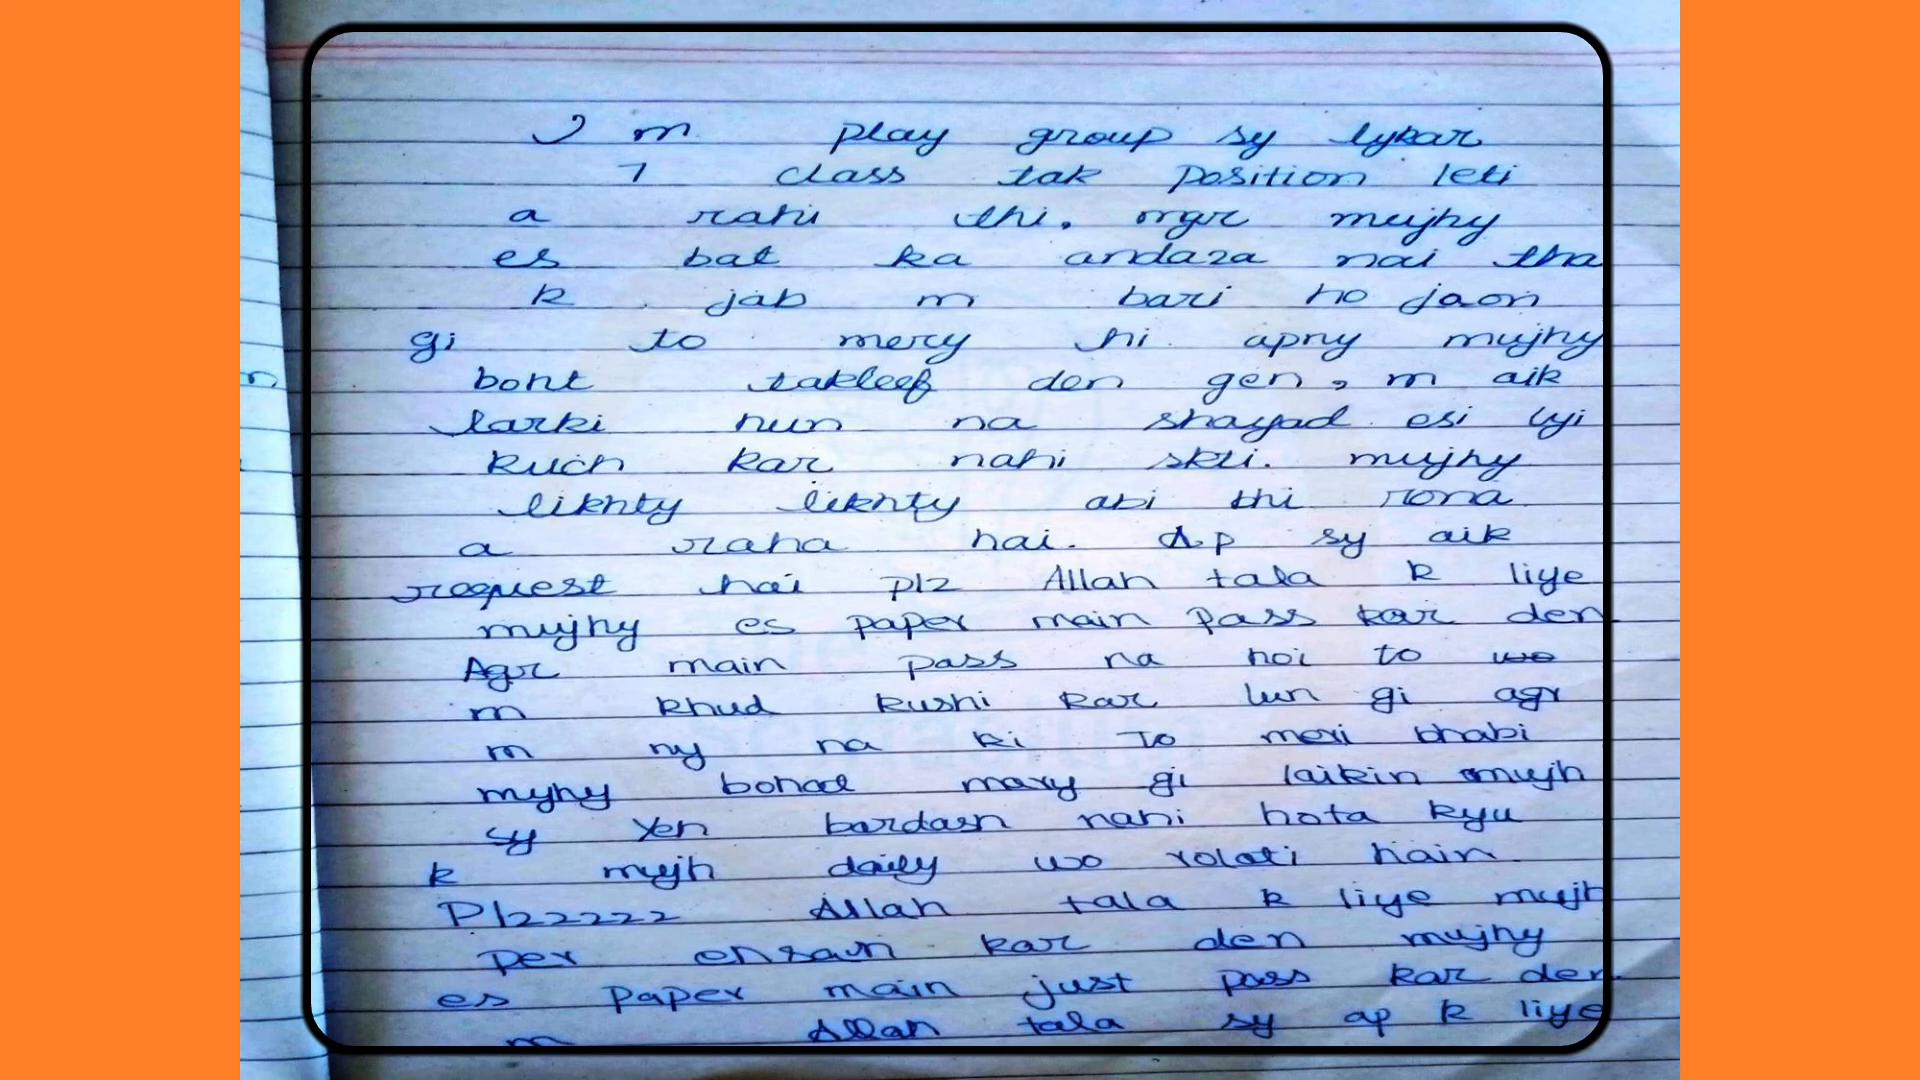 I m play group sy lykar
7 class tak position leti
a rahi thi. mgr mujhy
es bat ka andaza nai tha
k jab m bari ho jaon
gi to mery hi apny mujhy
boht takleef den gen, m aik
larki hun na shayad esi lyi
kuch kar nahi skti. mujhy
likhty likhty abi bhi rona
a raha hai. Ap sy aik
request hai plz Allah tala k liye
mujhy es paper main pass kar den
Agr main pass na hoi to
m khud kushi kar lun gi agr
m ny na ki To meri bhabi
myhy bohat mary gi laikin mujh
sy yeh bardash nahi hota kyu
k mujh daily wo rolati hain
Plzzzzz Allah tala k liye mujh
per ehsan kar den mujhy
es paper main just pass kar den
m Allah tala sy ap k liye